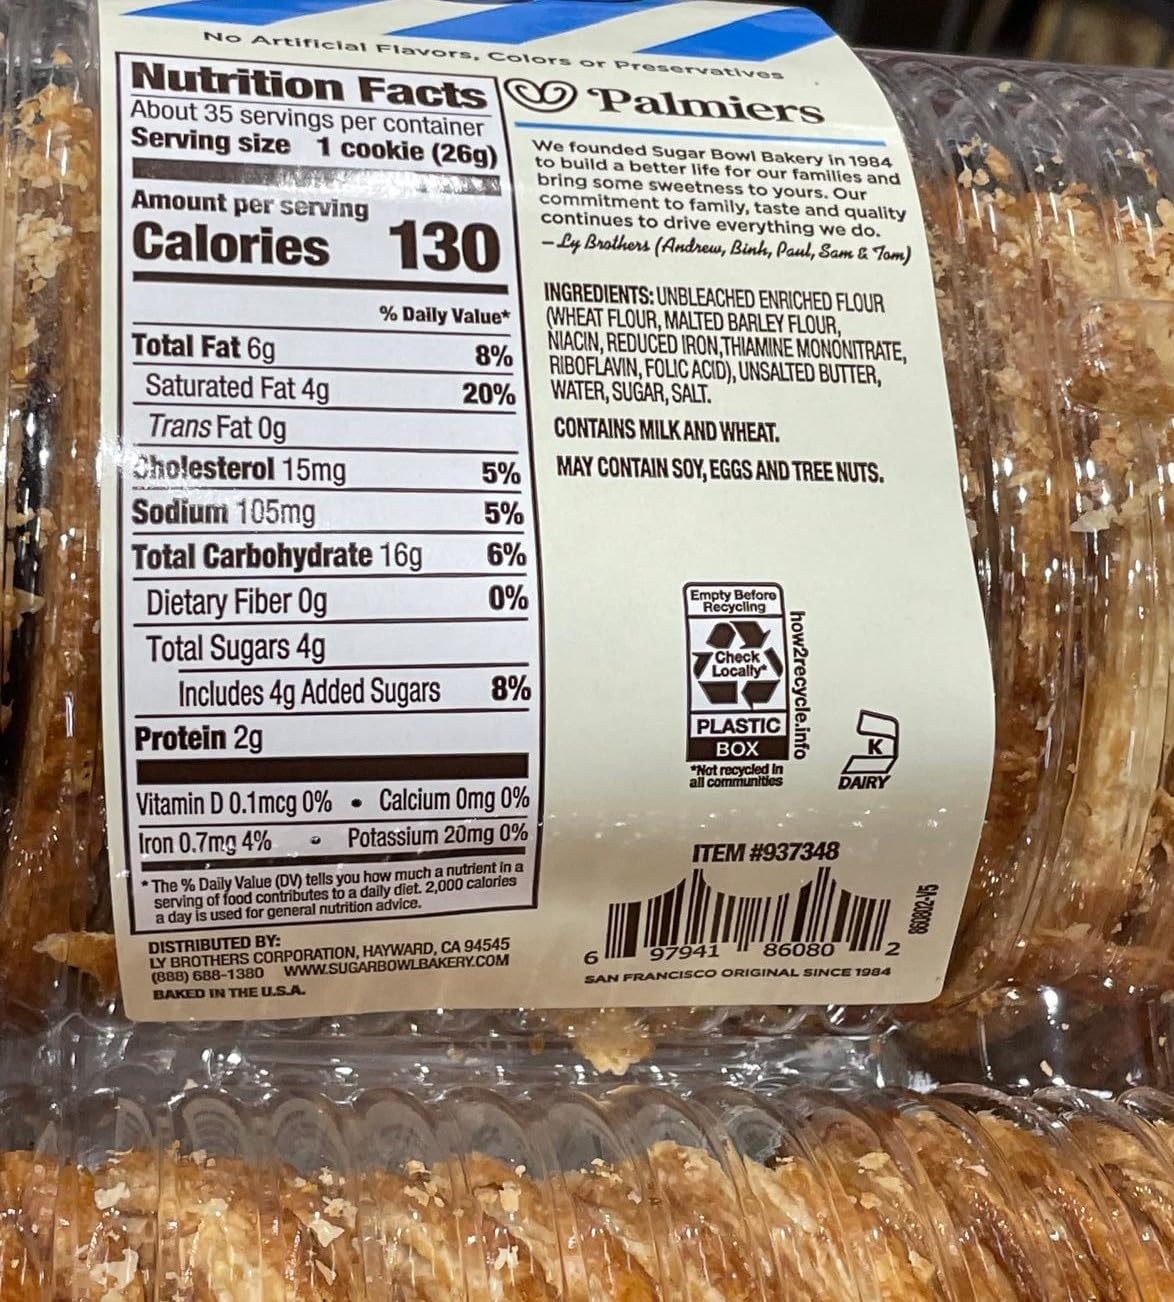 No Artificial Flavors, Colors or Preservatives
Nutrition Facts
About 35 servings per container
Serving size 1 cookie (26g)
Amount per serving
Calories 130
% Daily Value*
Total Fat 6g 8%
Saturated Fat 4g 20%
Trans Fat 0g
Cholesterol 15mg 5%
Sodium 105mg 5%
Total Carbohydrate 16g 6%
Dietary Fiber 0g 0%
Total Sugars 4g
Includes 4g Added Sugars 8%
Protein 2g
Vitamin D 0.1mcg 0% • Calcium 0mg 0%
Iron 0.7mg 4% • Potassium 20mg 0%
* The % Daily Value (DV) tells you how much a nutrient in a
serving of food contributes to a daily diet. 2,000 calories
a day is used for general nutrition advice.
DISTRIBUTED BY:
LY BROTHERS CORPORATION, HAYWARD, CA 94545
(888) 688-1380 WWW.SUGARBOWLBAKERY.COM
BAKED IN THE U.S.A.
Palmiers
We founded Sugar Bowl Bakery in 1984
to build a better life for our families and
bring some sweetness to yours. Our
commitment to family, taste and quality
continues to drive everything we do.
– Ly Brothers (Andrew, Binh, Paul, Sam & Tom)
INGREDIENTS: UNBLEACHED ENRICHED FLOUR
(WHEAT FLOUR, MALTED BARLEY FLOUR,
NIACIN, REDUCED IRON, THIAMINE MONONITRATE,
RIBOFLAVIN, FOLIC ACID), UNSALTED BUTTER,
WATER, SUGAR, SALT.
CONTAINS MILK AND WHEAT.
MAY CONTAIN SOY, EGGS AND TREE NUTS.
Empty Before
Recycling
Check
Locally*
PLASTIC
BOX
*Not recycled in
all communities
how2recycle.info
K
DAIRY
ITEM #937348
6 97941 86080 2
860802-V5
SAN FRANCISCO ORIGINAL SINCE 1984